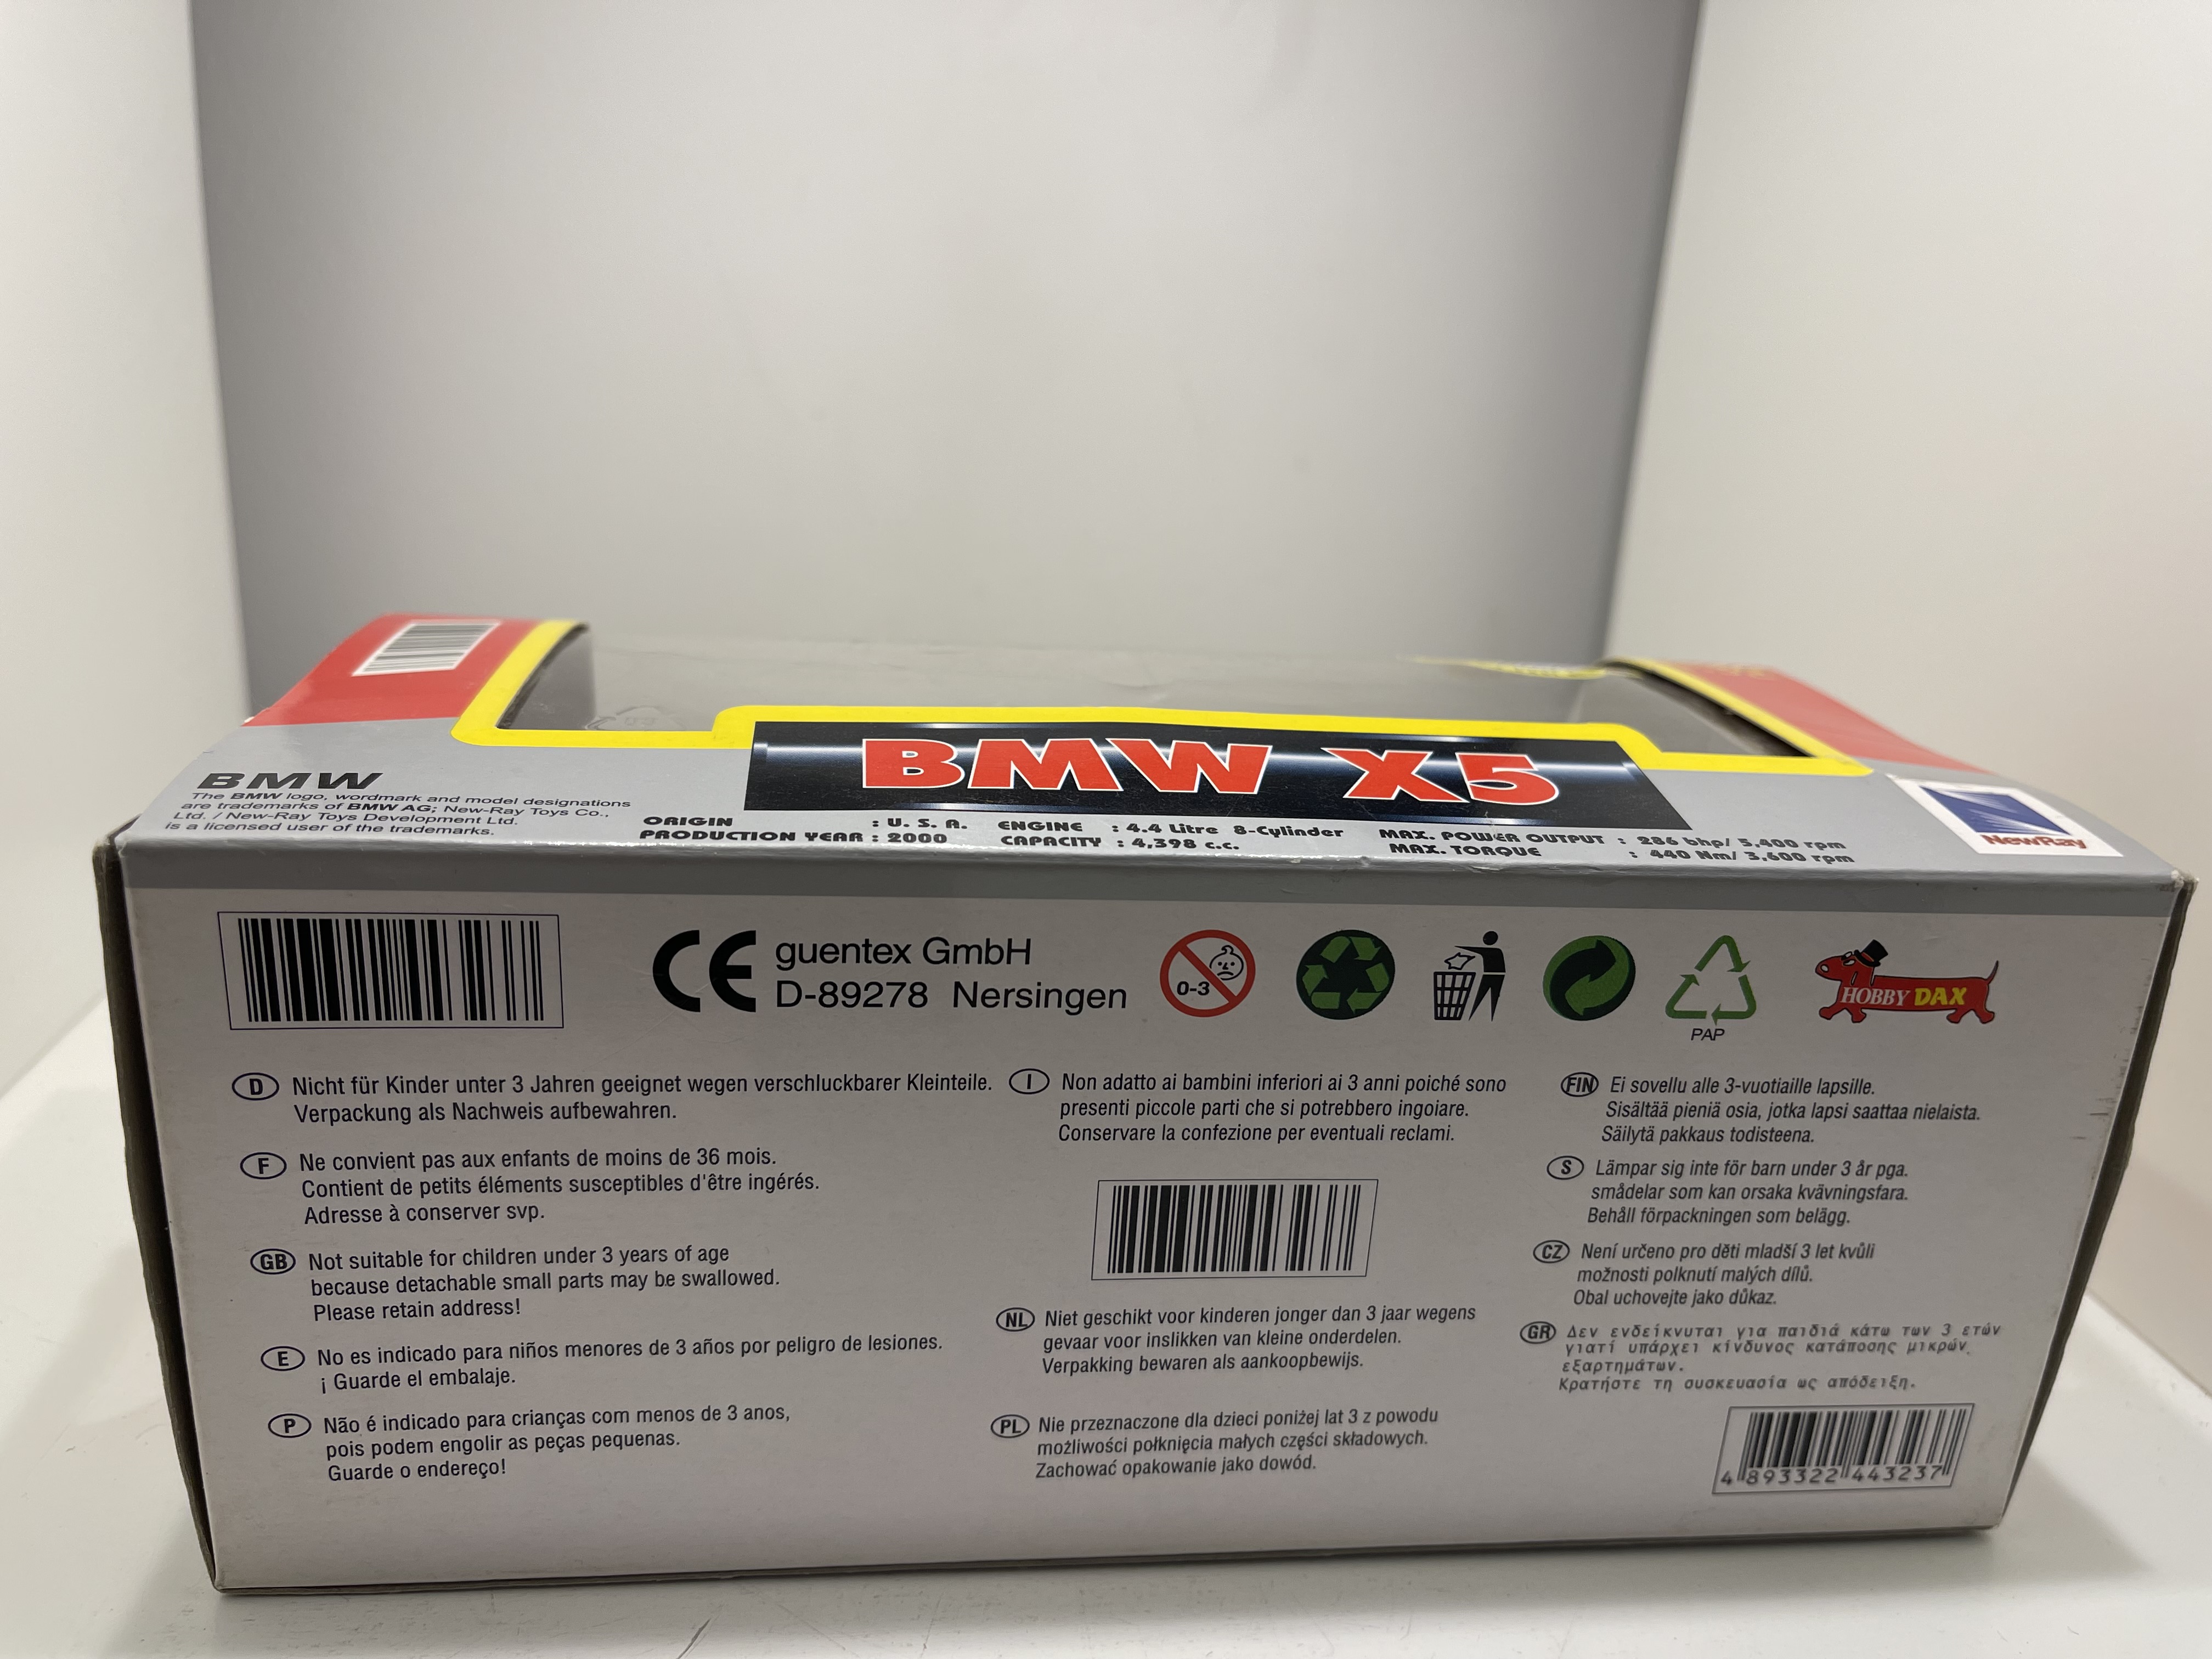 BMW X5
BMW
The BMW logo, wordmark and model designations
are trademarks of BMW AG; New-Ray Toys Co.,
Ltd. / New-Ray Toys Development Ltd.
is a licensed user of the trademarks.
ORIGIN : U. S. A.
PRODUCTION YEAR : 2000
ENGINE : 4.4 Litre 8-Cylinder
CAPACITY : 4,398 c.c.
MAX. POWER OUTPUT : 286 bhp/ 5,400 rpm
MAX. TORQUE : 440 Nm/ 3,600 rpm
NewRay
CE
guentex GmbH
D-89278 Nersingen
0-3
PAP
HOBBY DAX
D Nicht für Kinder unter 3 Jahren geeignet wegen verschluckbarer Kleinteile.
Verpackung als Nachweis aufbewahren.
F Ne convient pas aux enfants de moins de 36 mois.
Contient de petits éléments susceptibles d'être ingérés.
Adresse à conserver svp.
GB Not suitable for children under 3 years of age
because detachable small parts may be swallowed.
Please retain address!
E No es indicado para niños menores de 3 años por peligro de lesiones.
¡ Guarde el embalaje.
P Não é indicado para crianças com menos de 3 anos,
pois podem engolir as peças pequenas.
Guarde o endereço!
I Non adatto ai bambini inferiori ai 3 anni poiché sono
presenti piccole parti che si potrebbero ingoiare.
Conservare la confezione per eventuali reclami.
NL Niet geschikt voor kinderen jonger dan 3 jaar wegens
gevaar voor inslikken van kleine onderdelen.
Verpakking bewaren als aankoopbewijs.
PL Nie przeznaczone dla dzieci poniżej lat 3 z powodu
możliwości połknięcia małych części składowych.
Zachować opakowanie jako dowód.
FIN Ei sovellu alle 3-vuotiaille lapsille.
Sisältää pieniä osia, jotka lapsi saattaa nielaista.
Säilytä pakkaus todisteena.
S Lämpar sig inte för barn under 3 år pga.
smådelar som kan orsaka kvävningsfara.
Behåll förpackningen som belägg.
CZ Není určeno pro děti mladší 3 let kvůli
možnosti polknutí malých dílů.
Obal uchovejte jako důkaz.
GR Δεν ενδείκνυται για παιδιά κάτω των 3 ετών
γιατί υπάρχει κίνδυνος κατάποσης μικρών
εξαρτημάτων.
Κρατήστε τη συσκευασία ως απόδειξη.
4 893322 443237